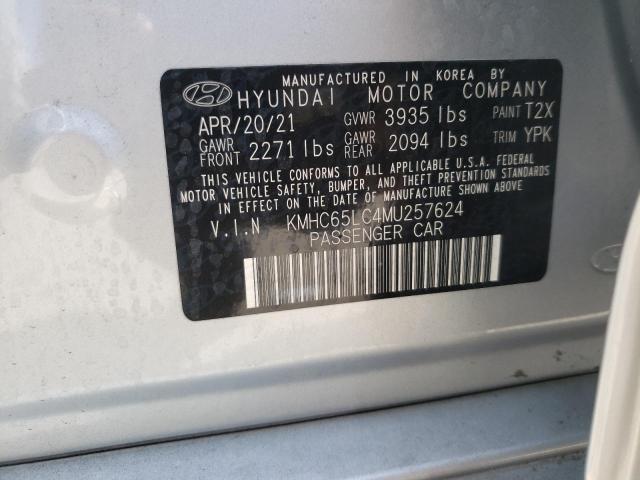 MANUFACTURED IN KOREA BY
HYUNDAI MOTOR COMPANY
APR/20/21 GVWR 3935 lbs PAINT T2X
GAWR FRONT 2271 lbs GAWR REAR 2094 lbs TRIM YPK
THIS VEHICLE CONFORMS TO ALL APPLICABLE U.S.A. FEDERAL
MOTOR VEHICLE SAFETY, BUMPER, AND THEFT PREVENTION STANDARDS
IN EFFECT ON THE DATE OF MANUFACTURE SHOWN ABOVE
V.I.N KMHC65LC4MU257624
PASSENGER CAR